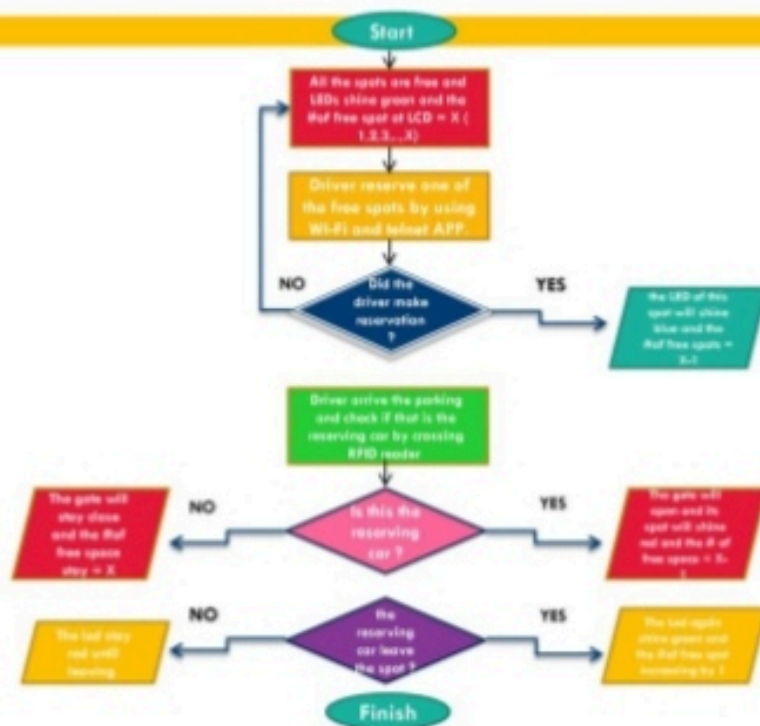 Start
All the spots are free and
LEDs shine green and the
#of free spot at LCD = X (
1,2,3,..,X)
Driver reserve one of
the free spots by using
Wi-Fi and telnet APP.
Did the
driver make
reservation
?
NO
YES
the LED of this
spot will shine
blue and the
#of free spots =
X-1
Driver arrive the parking
and check if that is the
reserving car by crossing
RFID reader
Is this the
reserving
car ?
NO
The gate will
stay close
and the #of
free space
stay = X
YES
The gate will
open and its
spot will shine
red and the # of
free space = X-
1
the
reserving
car leave
the spot ?
NO
The led stay
red until
leaving
YES
The Led again
shine green and
the #of free spot
increasing by 1
Finish